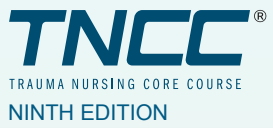 TNCC®
TRAUMA NURSING CORE COURSE
NINTH EDITION